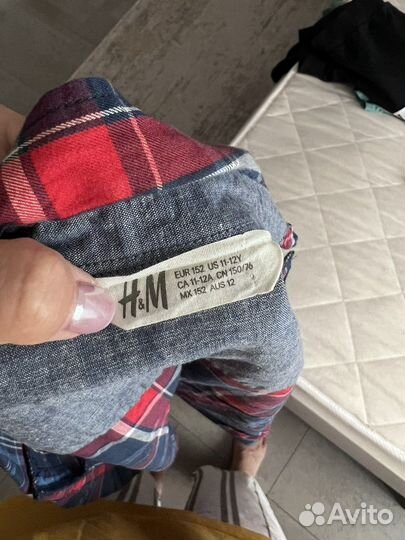 H&M
EUR 152 US 11-12Y
CA 11-12A CN 150/76
MX 152 AUS 12
Avito